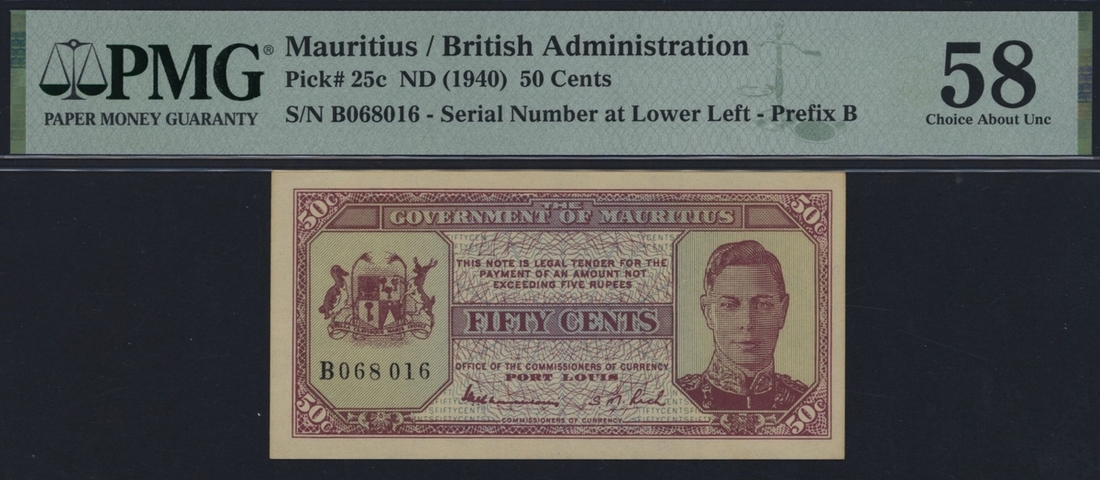 PMG®
PAPER MONEY GUARANTY
Mauritius / British Administration
Pick# 25c ND (1940) 50 Cents
S/N B068016 - Serial Number at Lower Left - Prefix B
58
Choice About Unc
50c
50c
THE
GOVERNMENT OF MAURITIUS
THIS NOTE IS LEGAL TENDER FOR THE
PAYMENT OF AN AMOUNT NOT
EXCEEDING FIVE RUPEES
FIFTY CENTS
B068 016
OFFICE OF THE COMMISSIONERS OF CURRENCY
PORT LOUIS
COMMISSIONERS OF CURRENCY
50c
50c